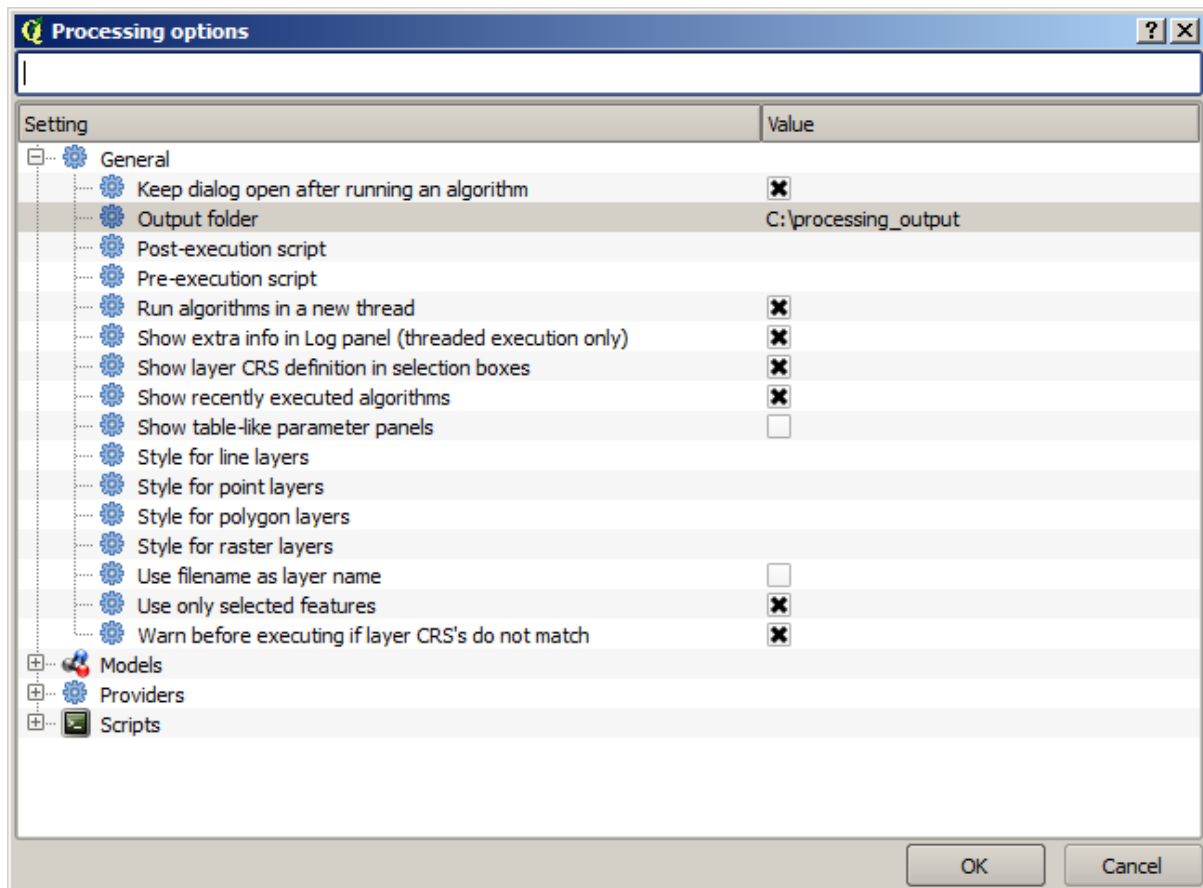 Processing options
Setting Value
General
Keep dialog open after running an algorithm
Output folder C:\processing_output
Post-execution script
Pre-execution script
Run algorithms in a new thread
Show extra info in Log panel (threaded execution only)
Show layer CRS definition in selection boxes
Show recently executed algorithms
Show table-like parameter panels
Style for line layers
Style for point layers
Style for polygon layers
Style for raster layers
Use filename as layer name
Use only selected features
Warn before executing if layer CRS's do not match
Models
Providers
Scripts
OK Cancel